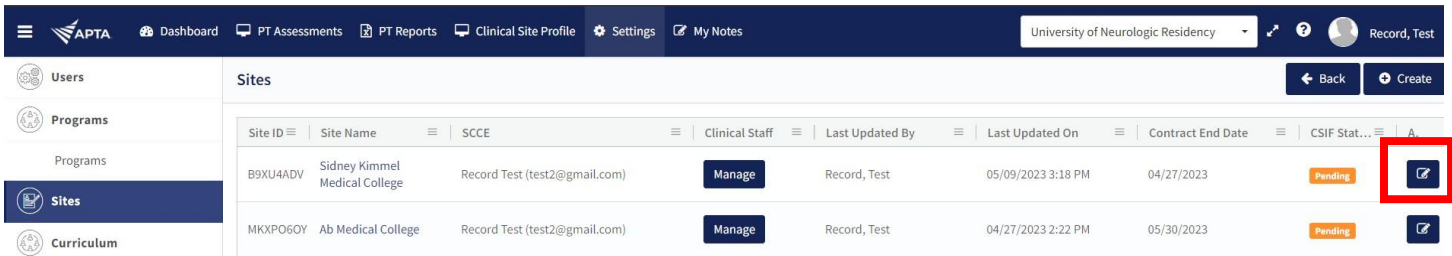 APTA Dashboard PT Assessments PT Reports Clinical Site Profile Settings My Notes University of Neurologic Residency Record, Test
Users
Sites
Back
Create
Programs
Programs
Sites
Curriculum
Site ID Site Name SCCE Clinical Staff Last Updated By Last Updated On Contract End Date CSIF Stat... A.
B9XU4ADV Sidney Kimmel Medical College Record Test (test2@gmail.com) Manage Record, Test 05/09/2023 3:18 PM 04/27/2023 Pending
MKXPO6OY Ab Medical College Record Test (test2@gmail.com) Manage Record, Test 04/27/2023 2:22 PM 05/30/2023 Pending